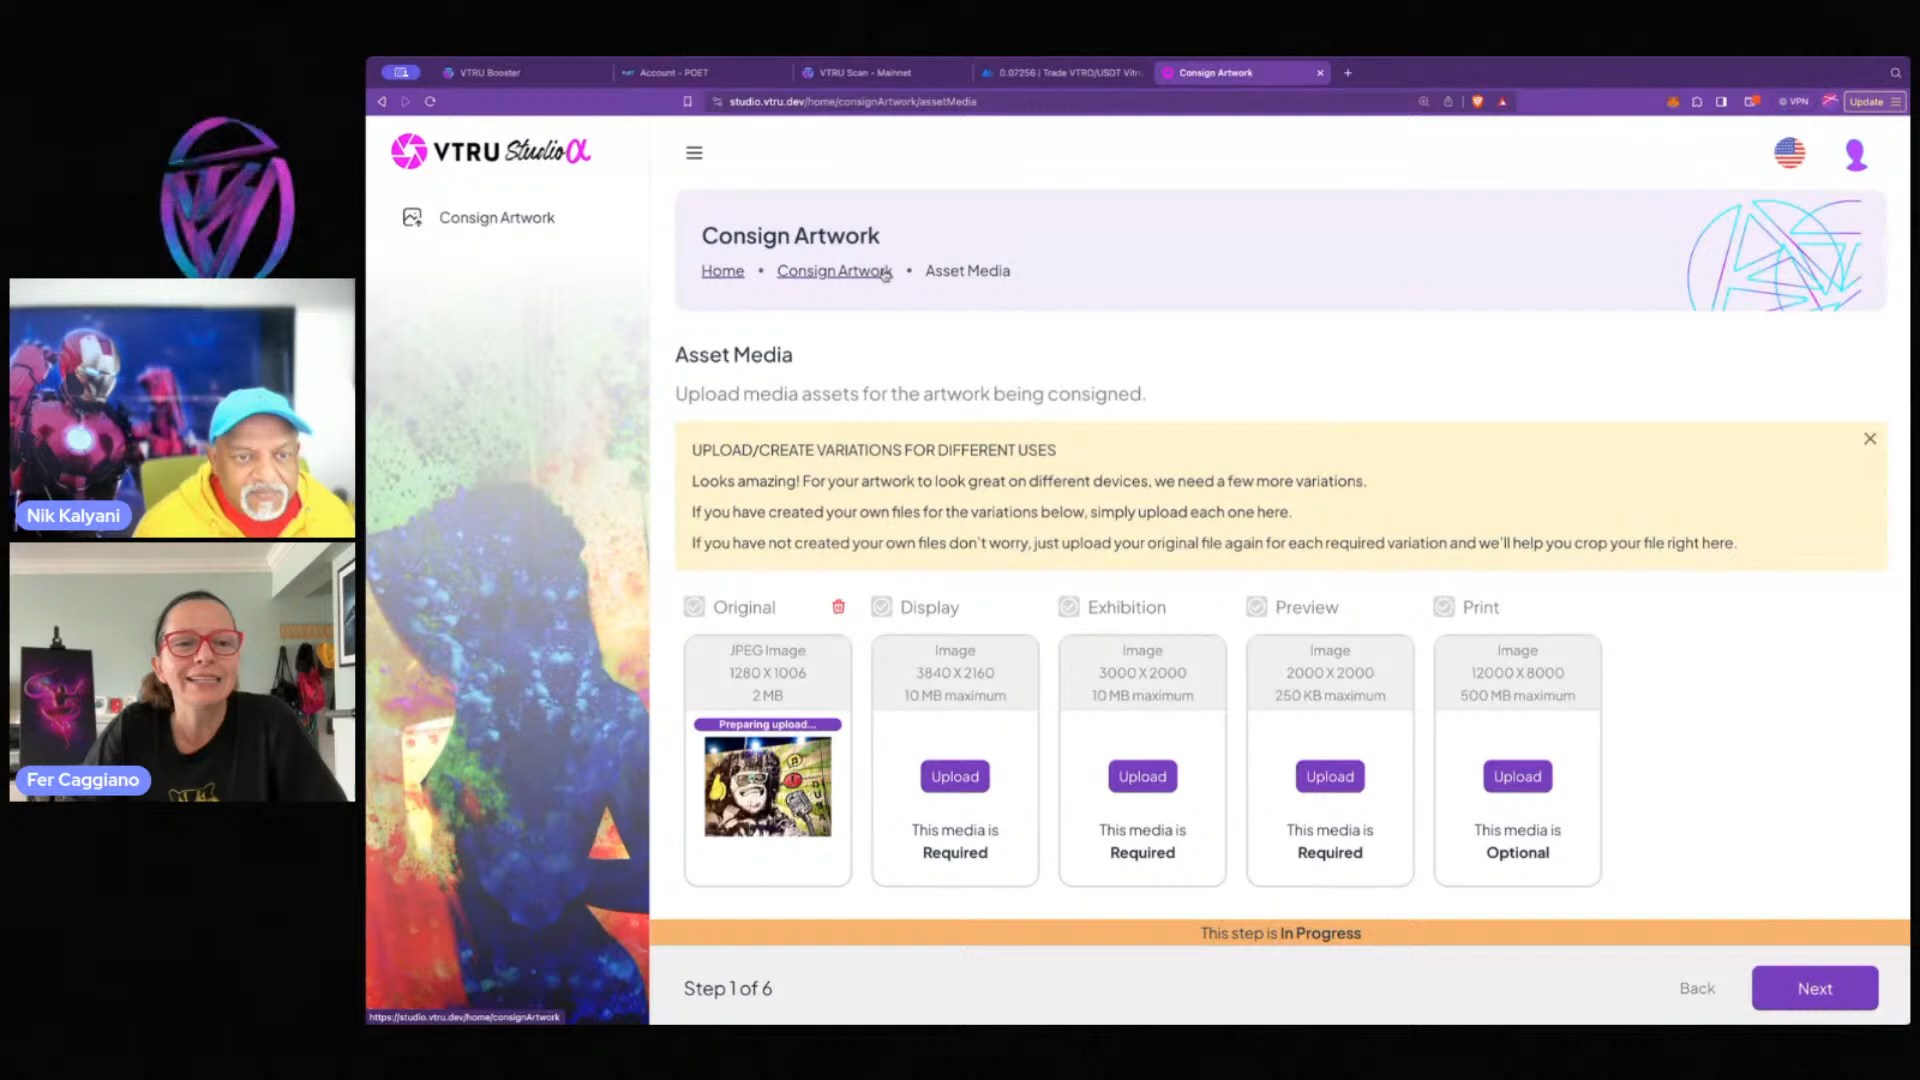 VTRU Booster
Account - POET
VTRU Scan - Mainnet
0.07256 | Trade VTRO/USDT Vitru
Consign Artwork
studio.vtru.dev/home/consignArtwork/assetMedia
VPN
Update
VTRU Studio α
Consign Artwork
Consign Artwork
Home • Consign Artwork • Asset Media
Asset Media
Upload media assets for the artwork being consigned.
UPLOAD/CREATE VARIATIONS FOR DIFFERENT USES
Looks amazing! For your artwork to look great on different devices, we need a few more variations.
If you have created your own files for the variations below, simply upload each one here.
If you have not created your own files don't worry, just upload your original file again for each required variation and we'll help you crop your file right here.
Original
JPEG Image
1280 X 1006
2 MB
Preparing upload...
Display
Image
3840 X 2160
10 MB maximum
Upload
This media is
Required
Exhibition
Image
3000 X 2000
10 MB maximum
Upload
This media is
Required
Preview
Image
2000 X 2000
250 KB maximum
Upload
This media is
Required
Print
Image
12000 X 8000
500 MB maximum
Upload
This media is
Optional
This step is In Progress
Step 1 of 6
Back
Next
https://studio.vtru.dev/home/consignArtwork
Nik Kalyani
Fer Caggiano